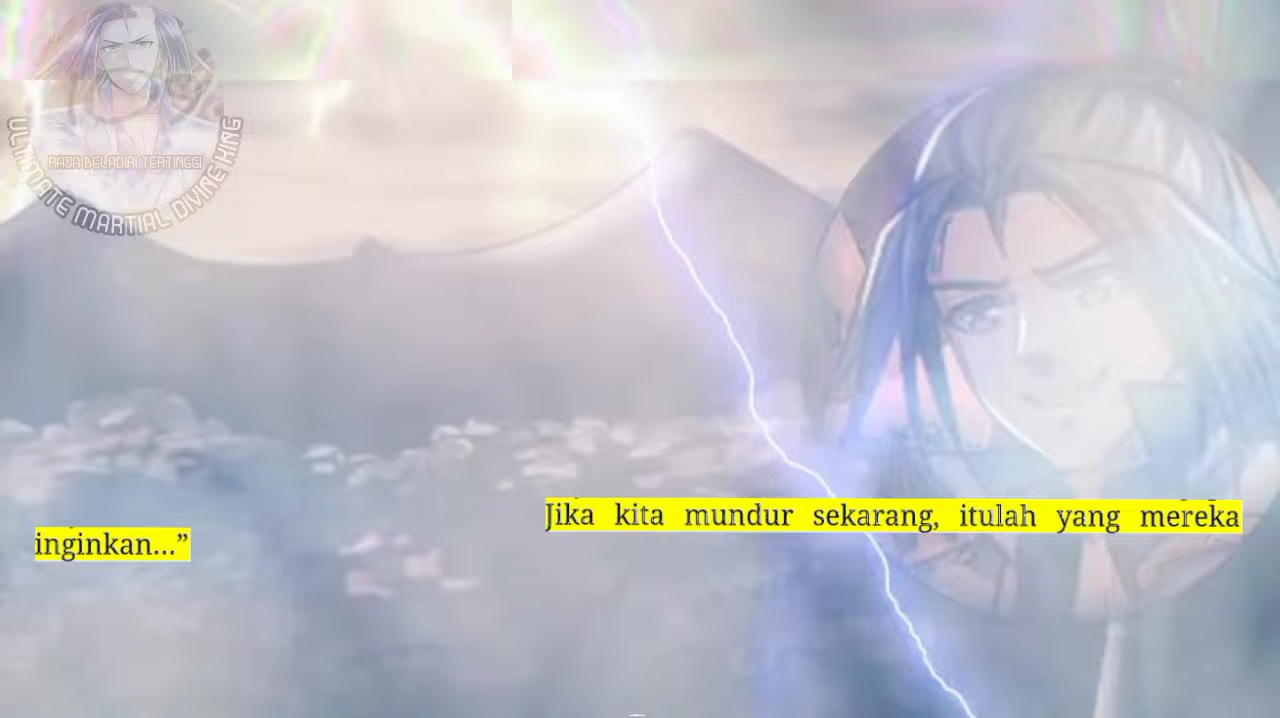 RAJA BELADIRI TERTINGGI
ULTIMATE MARTIAL DIVINE KING
Jika kita mundur sekarang, itulah yang mereka
inginkan...”